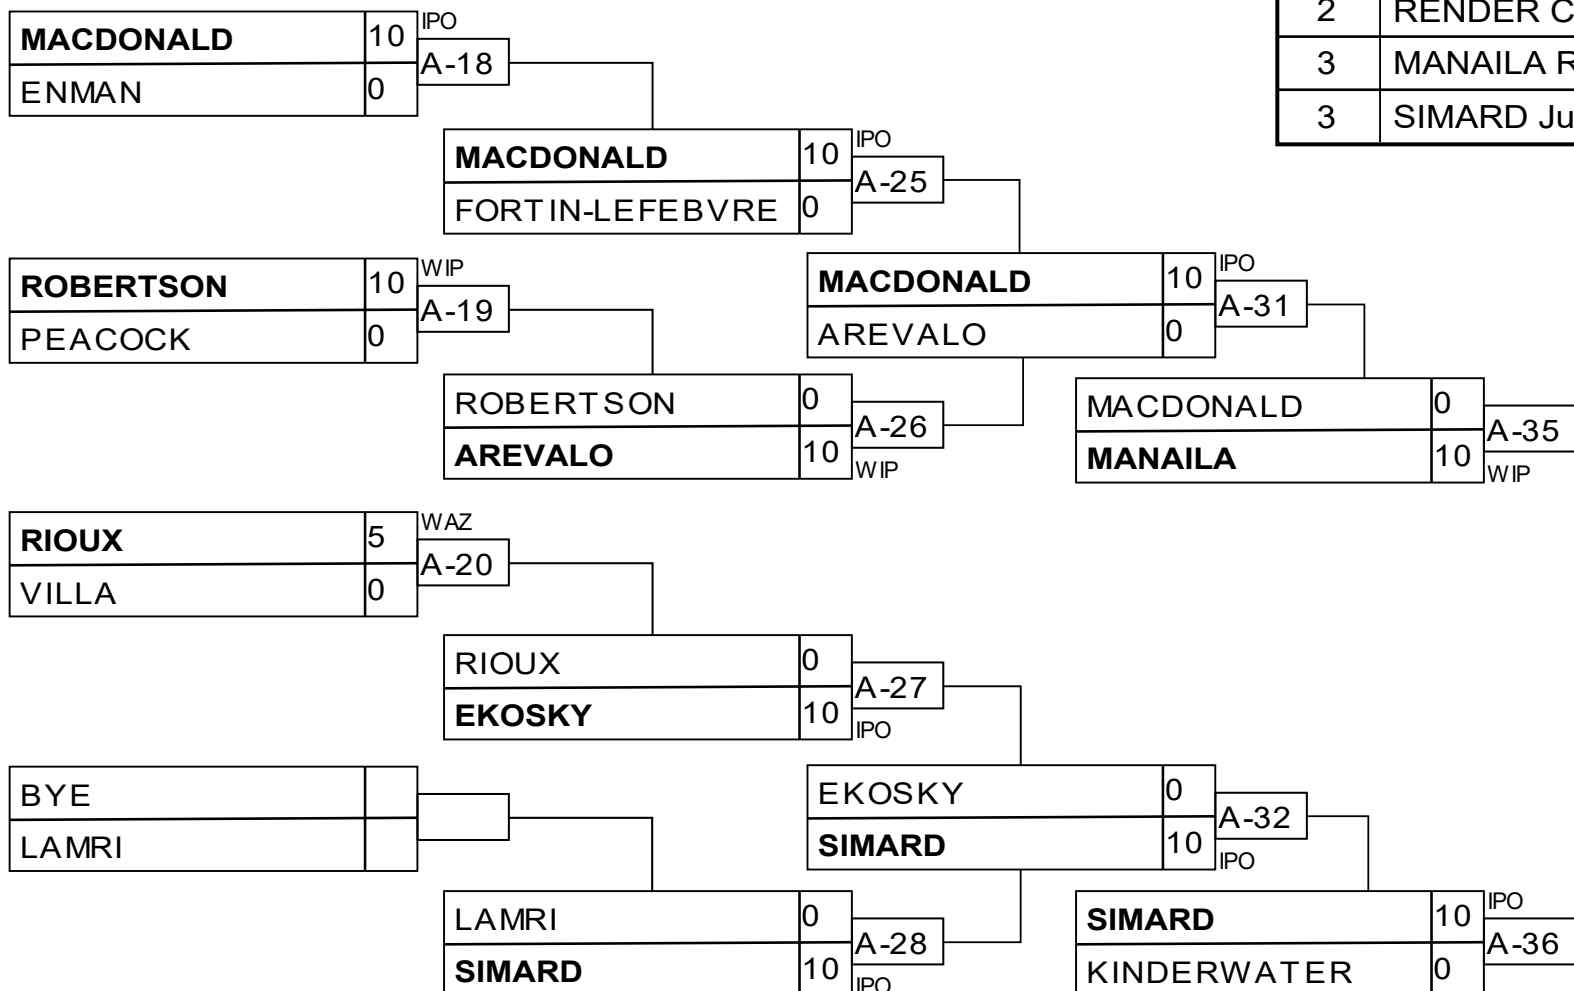 2 RENDER C
3 MANAILA R
3 SIMARD Ju
MACDONALD 10 IPO
A-18
ENMAN 0
MACDONALD 10 IPO
A-25
FORTIN-LEFEBVRE 0
ROBERTSON 10 WIP
A-19
PEACOCK 0
MACDONALD 10 IPO
A-31
AREVALO 0
ROBERTSON 0
A-26
AREVALO 10 WIP
MACDONALD 0
A-35
MANAILA 10 WIP
RIOUX 5 WAZ
A-20
VILLA 0
RIOUX 0
A-27
EKOSKY 10 IPO
BYE
LAMRI
EKOSKY 0
A-32
SIMARD 10 IPO
LAMRI 0
A-28
SIMARD 10 IPO
SIMARD 10 IPO
A-36
KINDERWATER 0